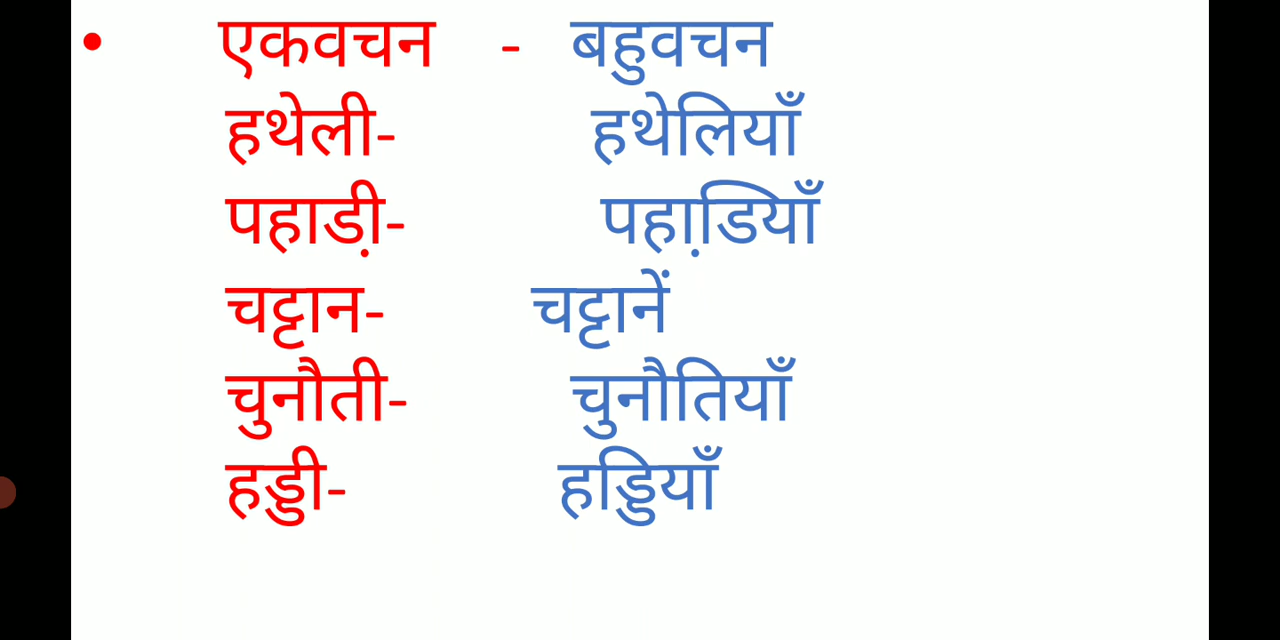 • एकवचन - बहुवचन
हथेली- हथेलियाँ
पहाडी़- पहाड़ियाँ
चट्टान- चट्टानें
चुनौती- चुनौतियाँ
हड्डी- हड्डियाँ